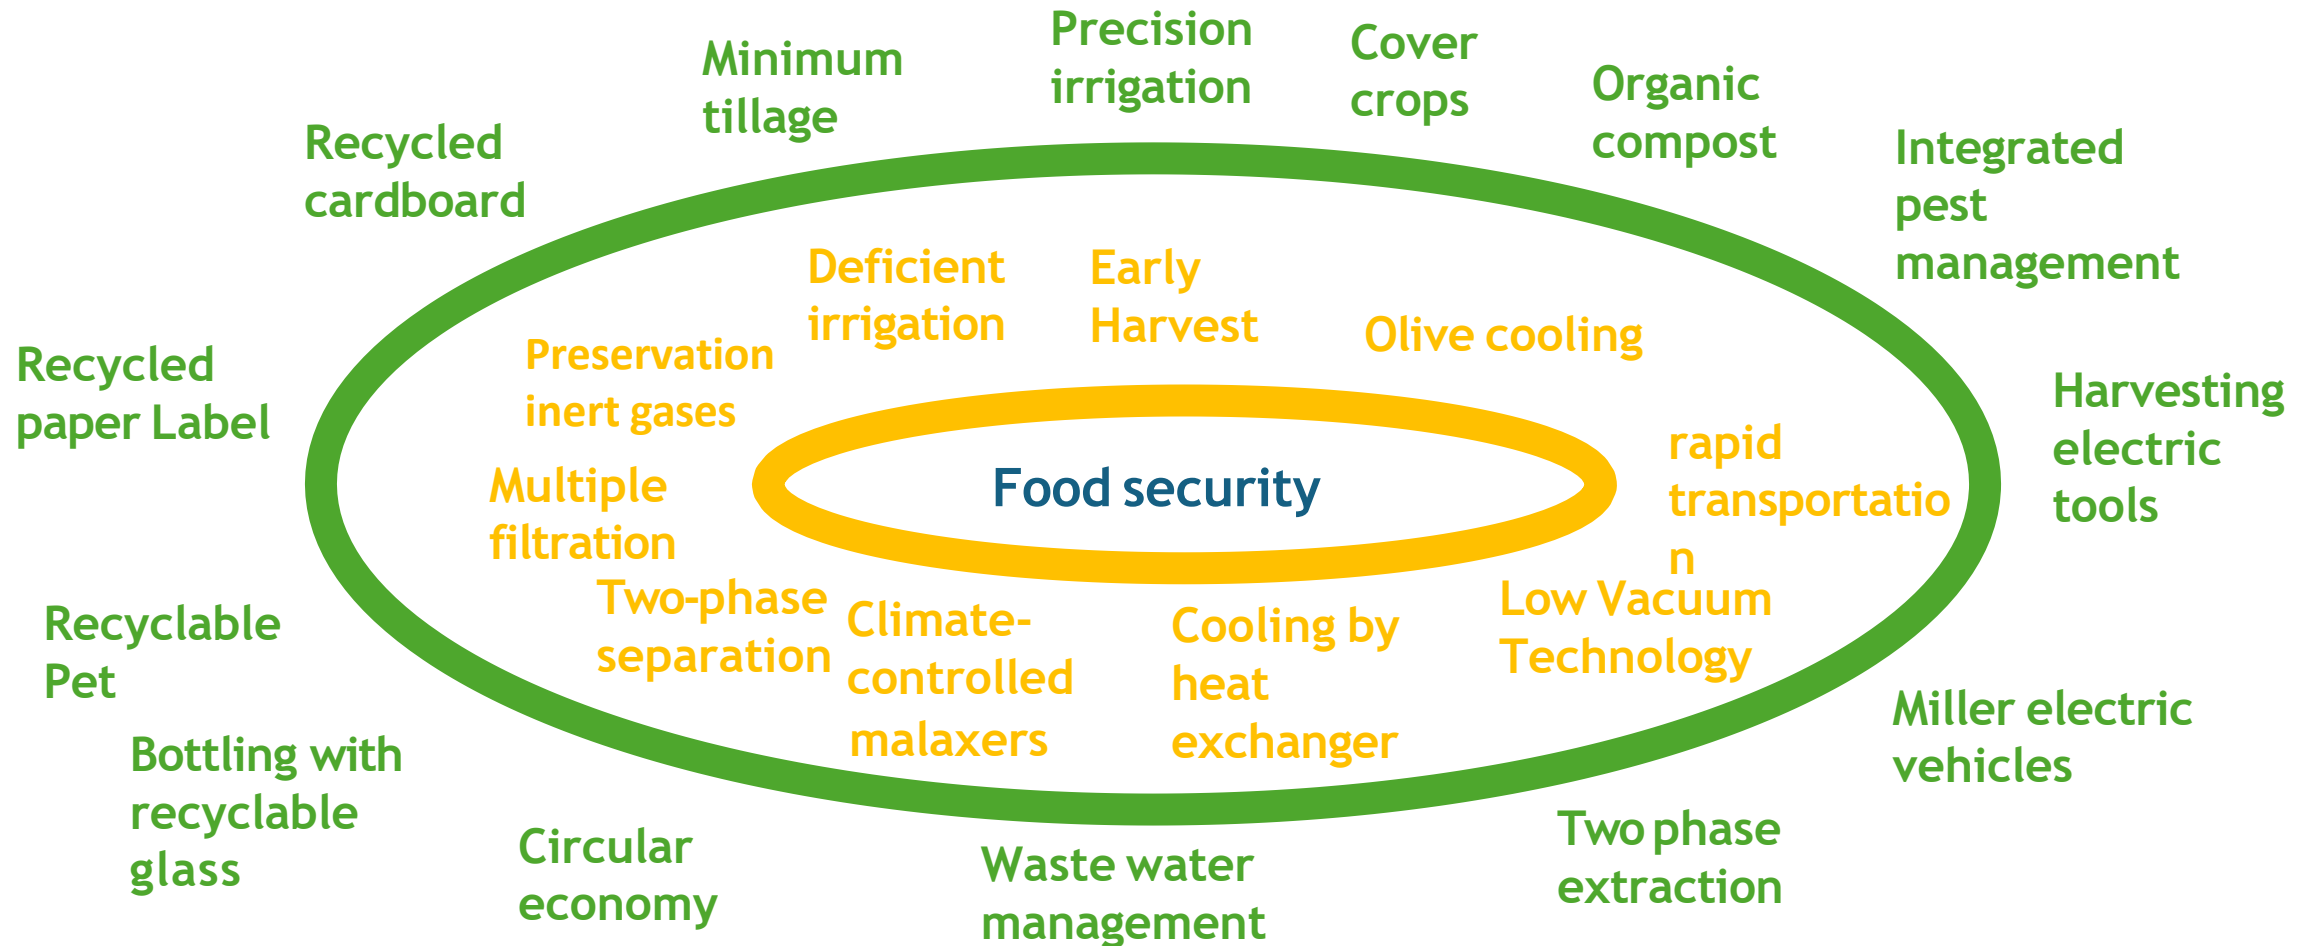 Precision
irrigation
Cover
crops
Minimum
tillage
Organic
compost
Recycled
cardboard
Integrated
pest
management
Deficient
irrigation
Early
Harvest
Olive cooling
Preservation
inert gases
Recycled
paper Label
Harvesting
electric
tools
rapid
transportatio
n
Food security
Multiple
filtration
Two-phase
separation
Climate-
controlled
malaxers
Cooling by
heat
exchanger
Low Vacuum
Technology
Recyclable
Pet
Miller electric
vehicles
Bottling with
recyclable
glass
Circular
economy
Waste water
management
Two phase
extraction